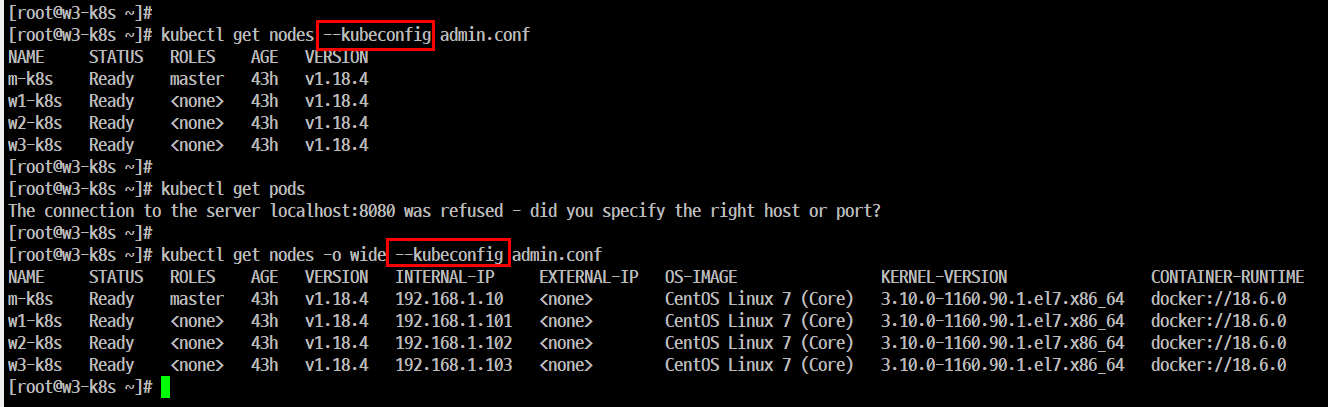 [root@w3-k8s ~]#
[root@w3-k8s ~]# kubectl get nodes --kubeconfig admin.conf
NAME     STATUS   ROLES    AGE   VERSION
m-k8s    Ready    master   43h   v1.18.4
w1-k8s   Ready    <none>   43h   v1.18.4
w2-k8s   Ready    <none>   43h   v1.18.4
w3-k8s   Ready    <none>   43h   v1.18.4
[root@w3-k8s ~]#
[root@w3-k8s ~]# kubectl get pods
The connection to the server localhost:8080 was refused - did you specify the right host or port?
[root@w3-k8s ~]#
[root@w3-k8s ~]# kubectl get nodes -o wide --kubeconfig admin.conf
NAME     STATUS   ROLES    AGE   VERSION   INTERNAL-IP     EXTERNAL-IP   OS-IMAGE                KERNEL-VERSION                CONTAINER-RUNTIME
m-k8s    Ready    master   43h   v1.18.4   192.168.1.10    <none>        CentOS Linux 7 (Core)   3.10.0-1160.90.1.el7.x86_64   docker://18.6.0
w1-k8s   Ready    <none>   43h   v1.18.4   192.168.1.101   <none>        CentOS Linux 7 (Core)   3.10.0-1160.90.1.el7.x86_64   docker://18.6.0
w2-k8s   Ready    <none>   43h   v1.18.4   192.168.1.102   <none>        CentOS Linux 7 (Core)   3.10.0-1160.90.1.el7.x86_64   docker://18.6.0
w3-k8s   Ready    <none>   43h   v1.18.4   192.168.1.103   <none>        CentOS Linux 7 (Core)   3.10.0-1160.90.1.el7.x86_64   docker://18.6.0
[root@w3-k8s ~]#